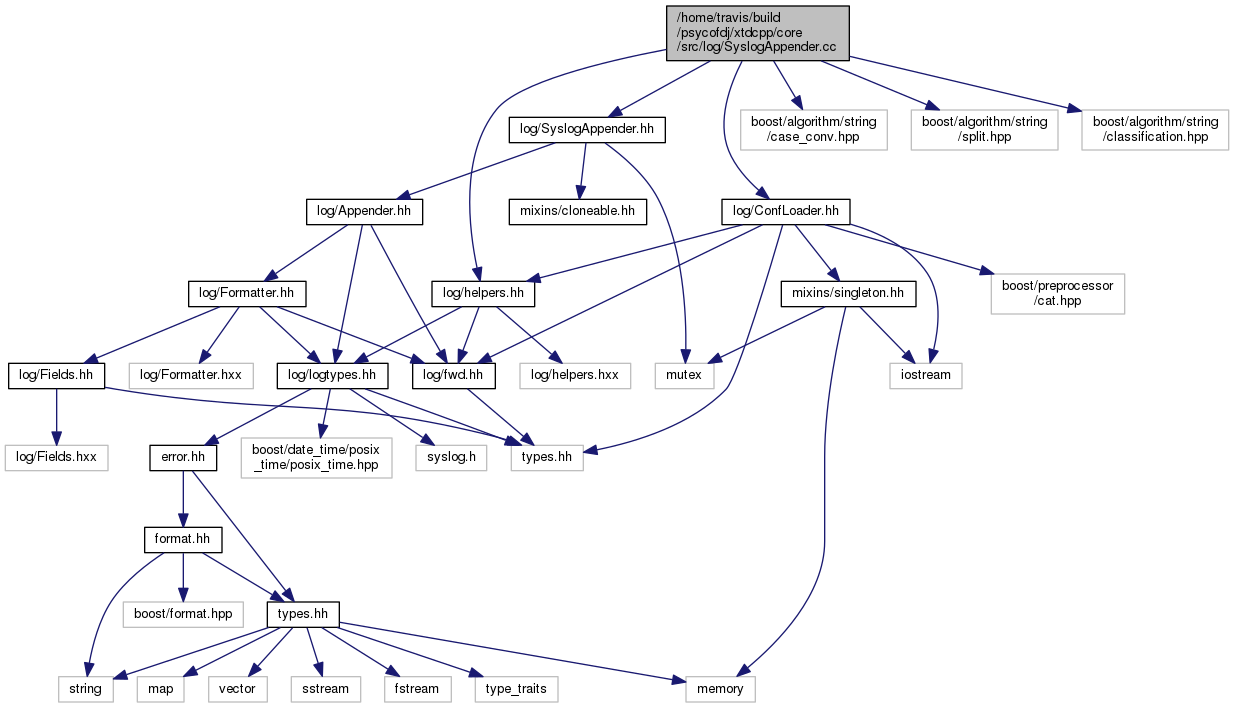 /home/travis/build
/psycofdj/xtdcpp/core
/src/log/SyslogAppender.cc
log/SyslogAppender.hh
boost/algorithm/string
/case_conv.hpp
boost/algorithm/string
/split.hpp
boost/algorithm/string
/classification.hpp
log/Appender.hh
mixins/cloneable.hh
log/ConfLoader.hh
log/Formatter.hh
log/helpers.hh
mixins/singleton.hh
boost/preprocessor
/cat.hpp
log/Fields.hh
log/Formatter.hxx
log/logtypes.hh
log/fwd.hh
log/helpers.hxx
mutex
iostream
log/Fields.hxx
error.hh
boost/date_time/posix
_time/posix_time.hpp
syslog.h
types.hh
format.hh
boost/format.hpp
types.hh
string
map
vector
sstream
fstream
type_traits
memory